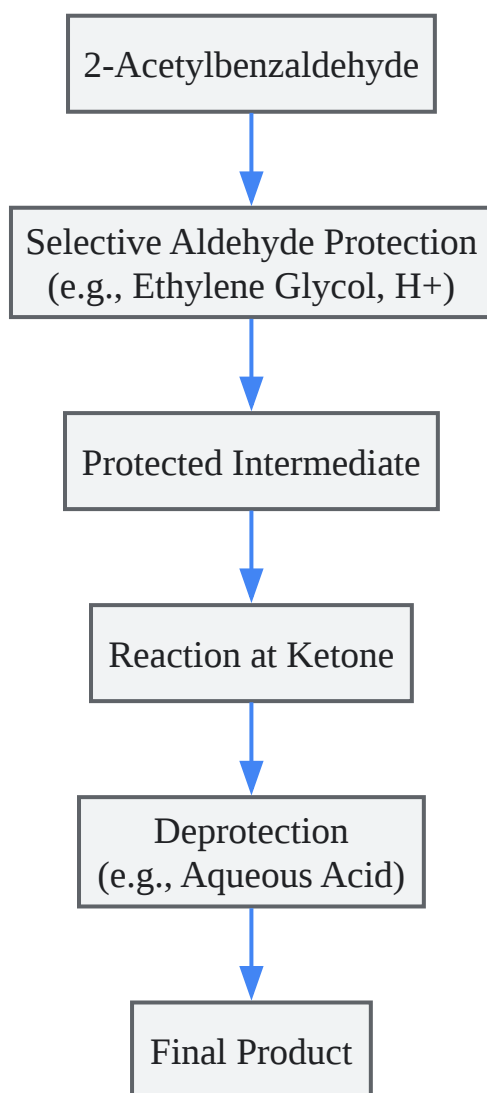 2-Acetylbenzaldehyde
Selective Aldehyde Protection
(e.g., Ethylene Glycol, H+)
Protected Intermediate
Reaction at Ketone
Deprotection
(e.g., Aqueous Acid)
Final Product